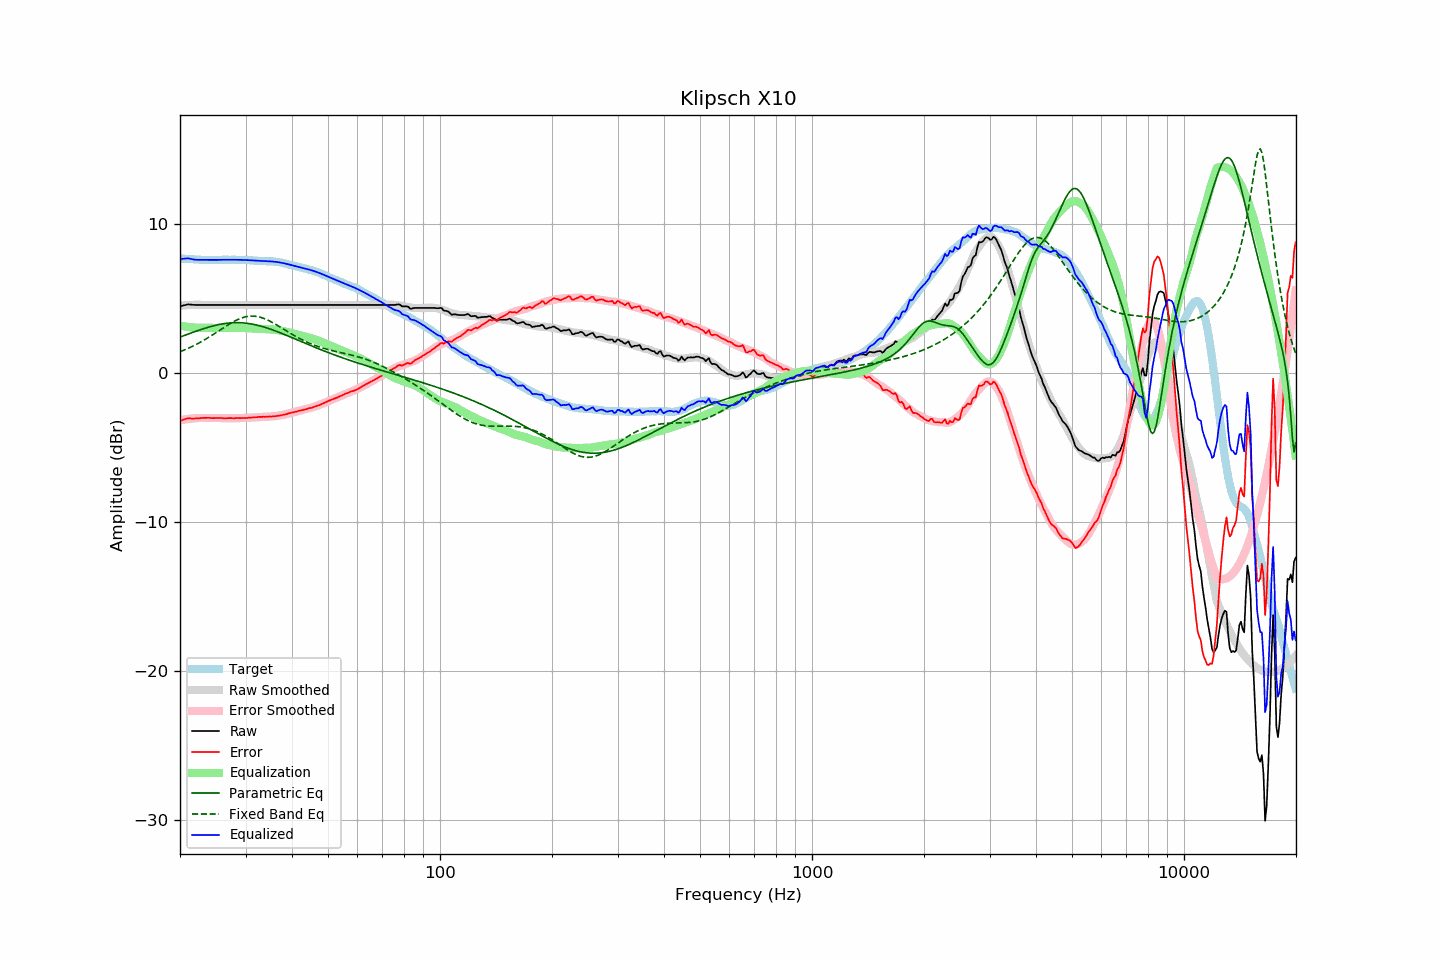 Klipsch X10
10
0
−10
−20
−30
Amplitude (dBr)
Target
Raw Smoothed
Error Smoothed
Raw
Error
Equalization
Parametric Eq
Fixed Band Eq
Equalized
100
1000
10000
Frequency (Hz)